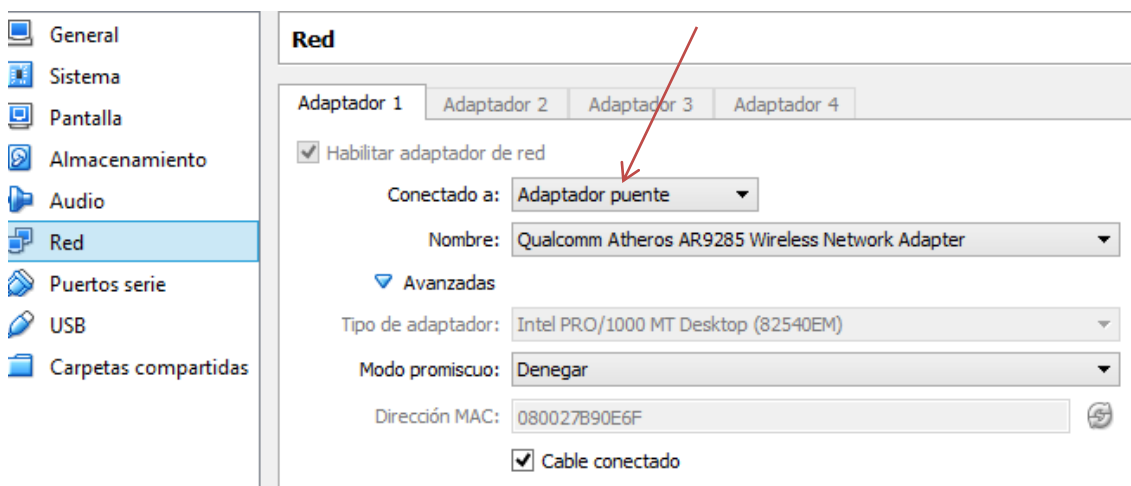 General
Sistema
Pantalla
Almacenamiento
Audio
Red
Puertos serie
USB
Carpetas compartidas
Red
Adaptador 1 Adaptador 2 Adaptador 3 Adaptador 4
Habilitar adaptador de red
Conectado a: Adaptador puente
Nombre: Qualcomm Atheros AR9285 Wireless Network Adapter
Avanzadas
Tipo de adaptador: Intel PRO/1000 MT Desktop (82540EM)
Modo promiscuo: Denegar
Dirección MAC: 080027B90E6F
Cable conectado